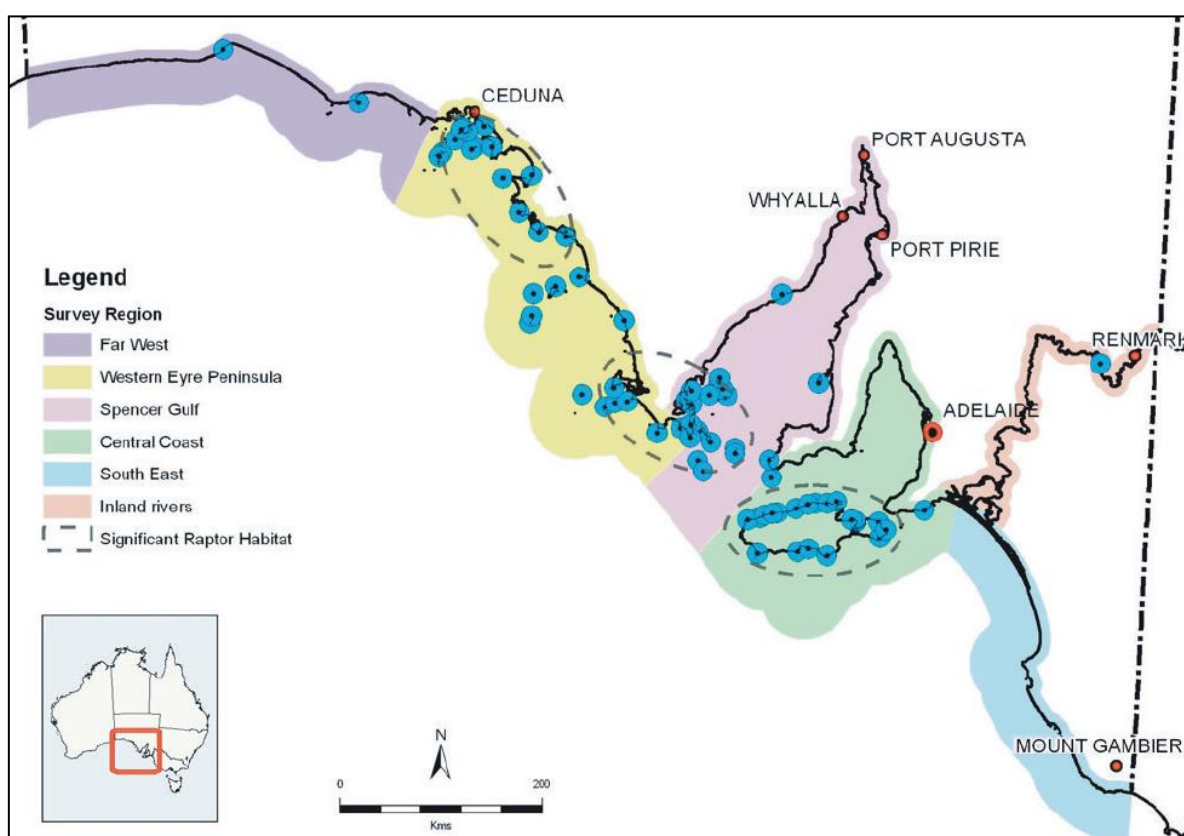 CEDUNA
PORT AUGUSTA
WHYALLA
PORT PIRIE
Legend
Survey Region
Far West
Western Eyre Peninsula
Spencer Gulf
Central Coast
South East
Inland rivers
Significant Raptor Habitat
RENMARK
ADELAIDE
MOUNT GAMBIER
N
0 200
Kms